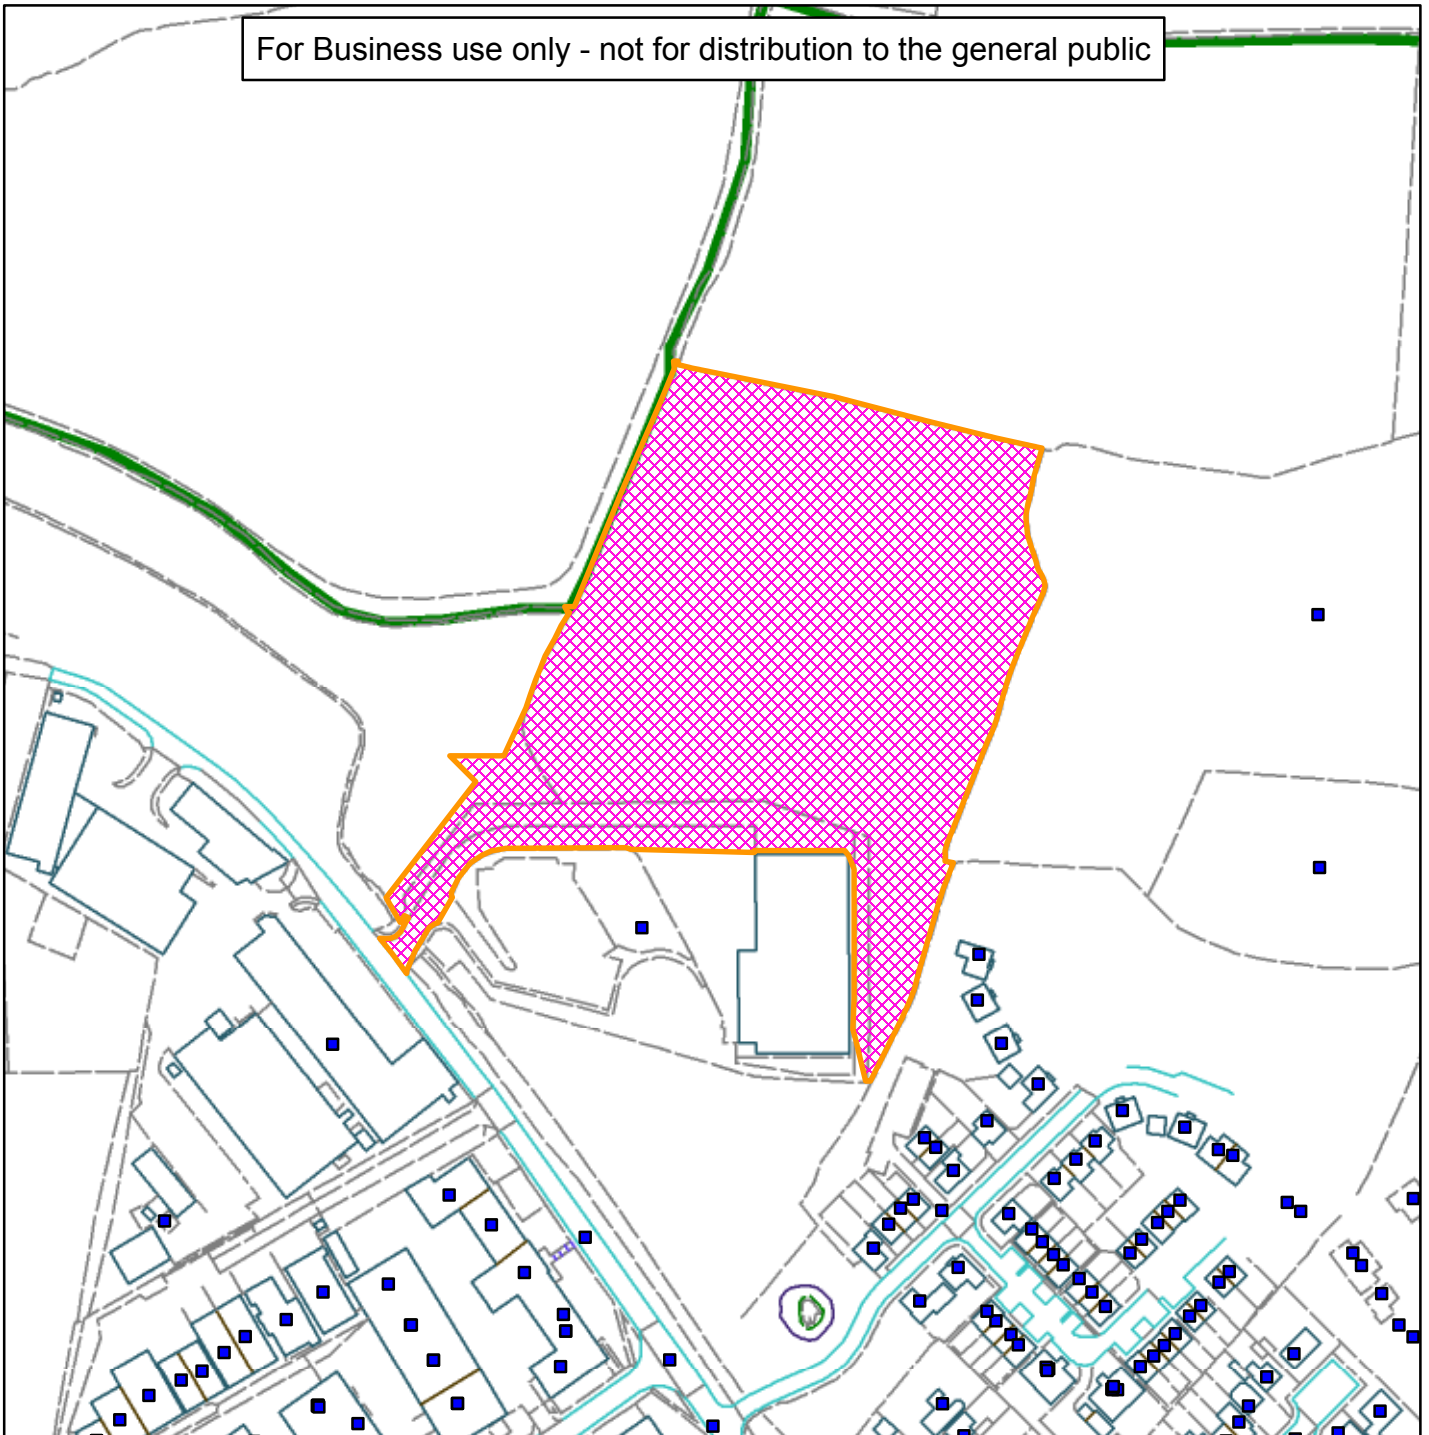 For Business use only - not for distribution to the general public